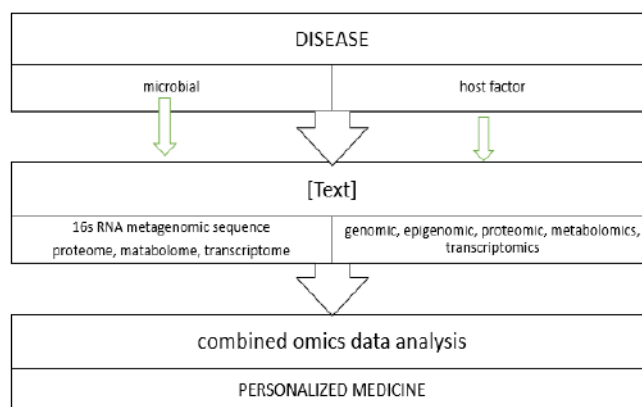 DISEASE
microbial
host factor
[Text]
16s RNA metagenomic sequence
proteome, matabolome, transcriptome
genomic, epigenomic, proteomic, metabolomics,
transcriptomics
combined omics data analysis
PERSONALIZED MEDICINE